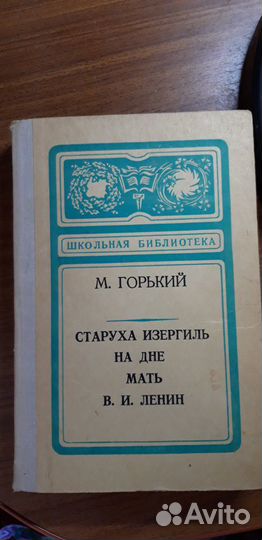 ШКОЛЬНАЯ БИБЛИОТЕКА
М. ГОРЬКИЙ
СТАРУХА ИЗЕРГИЛЬ
НА ДНЕ
МАТЬ
В. И. ЛЕНИН
Avito